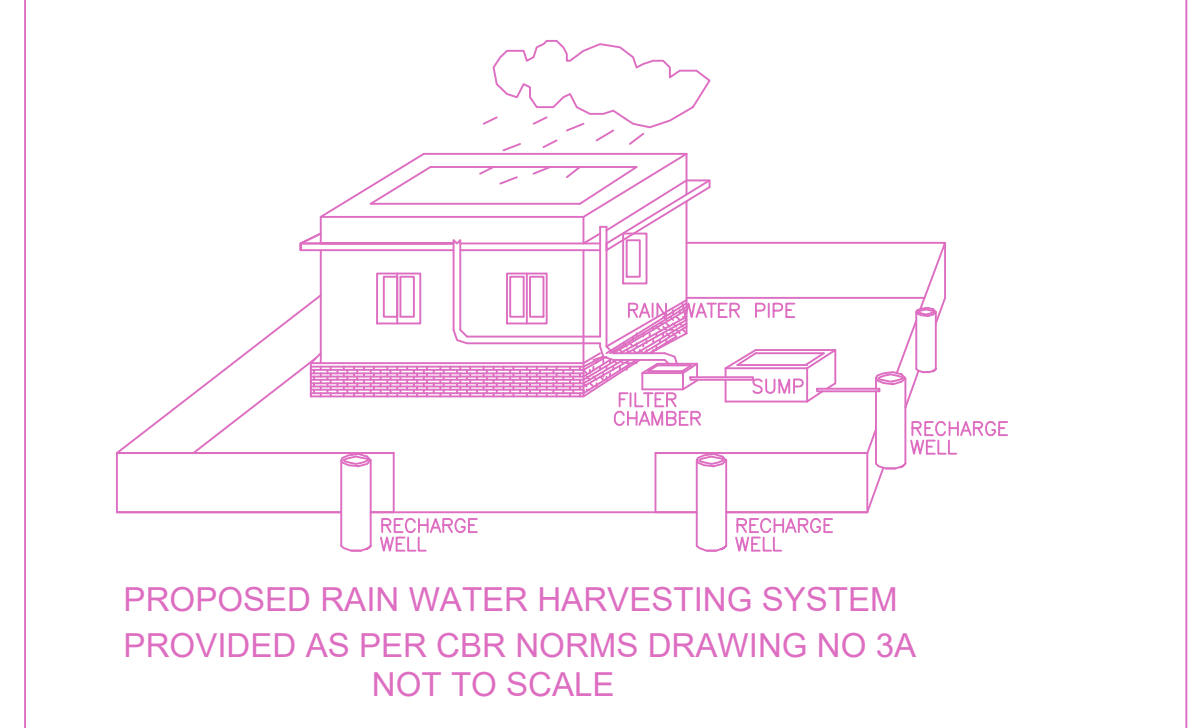 RAIN WATER PIPE
SUMP
FILTER
CHAMBER
RECHARGE
WELL
RECHARGE
WELL
RECHARGE
WELL
PROPOSED RAIN WATER HARVESTING SYSTEM
PROVIDED AS PER CBR NORMS DRAWING NO 3A
NOT TO SCALE